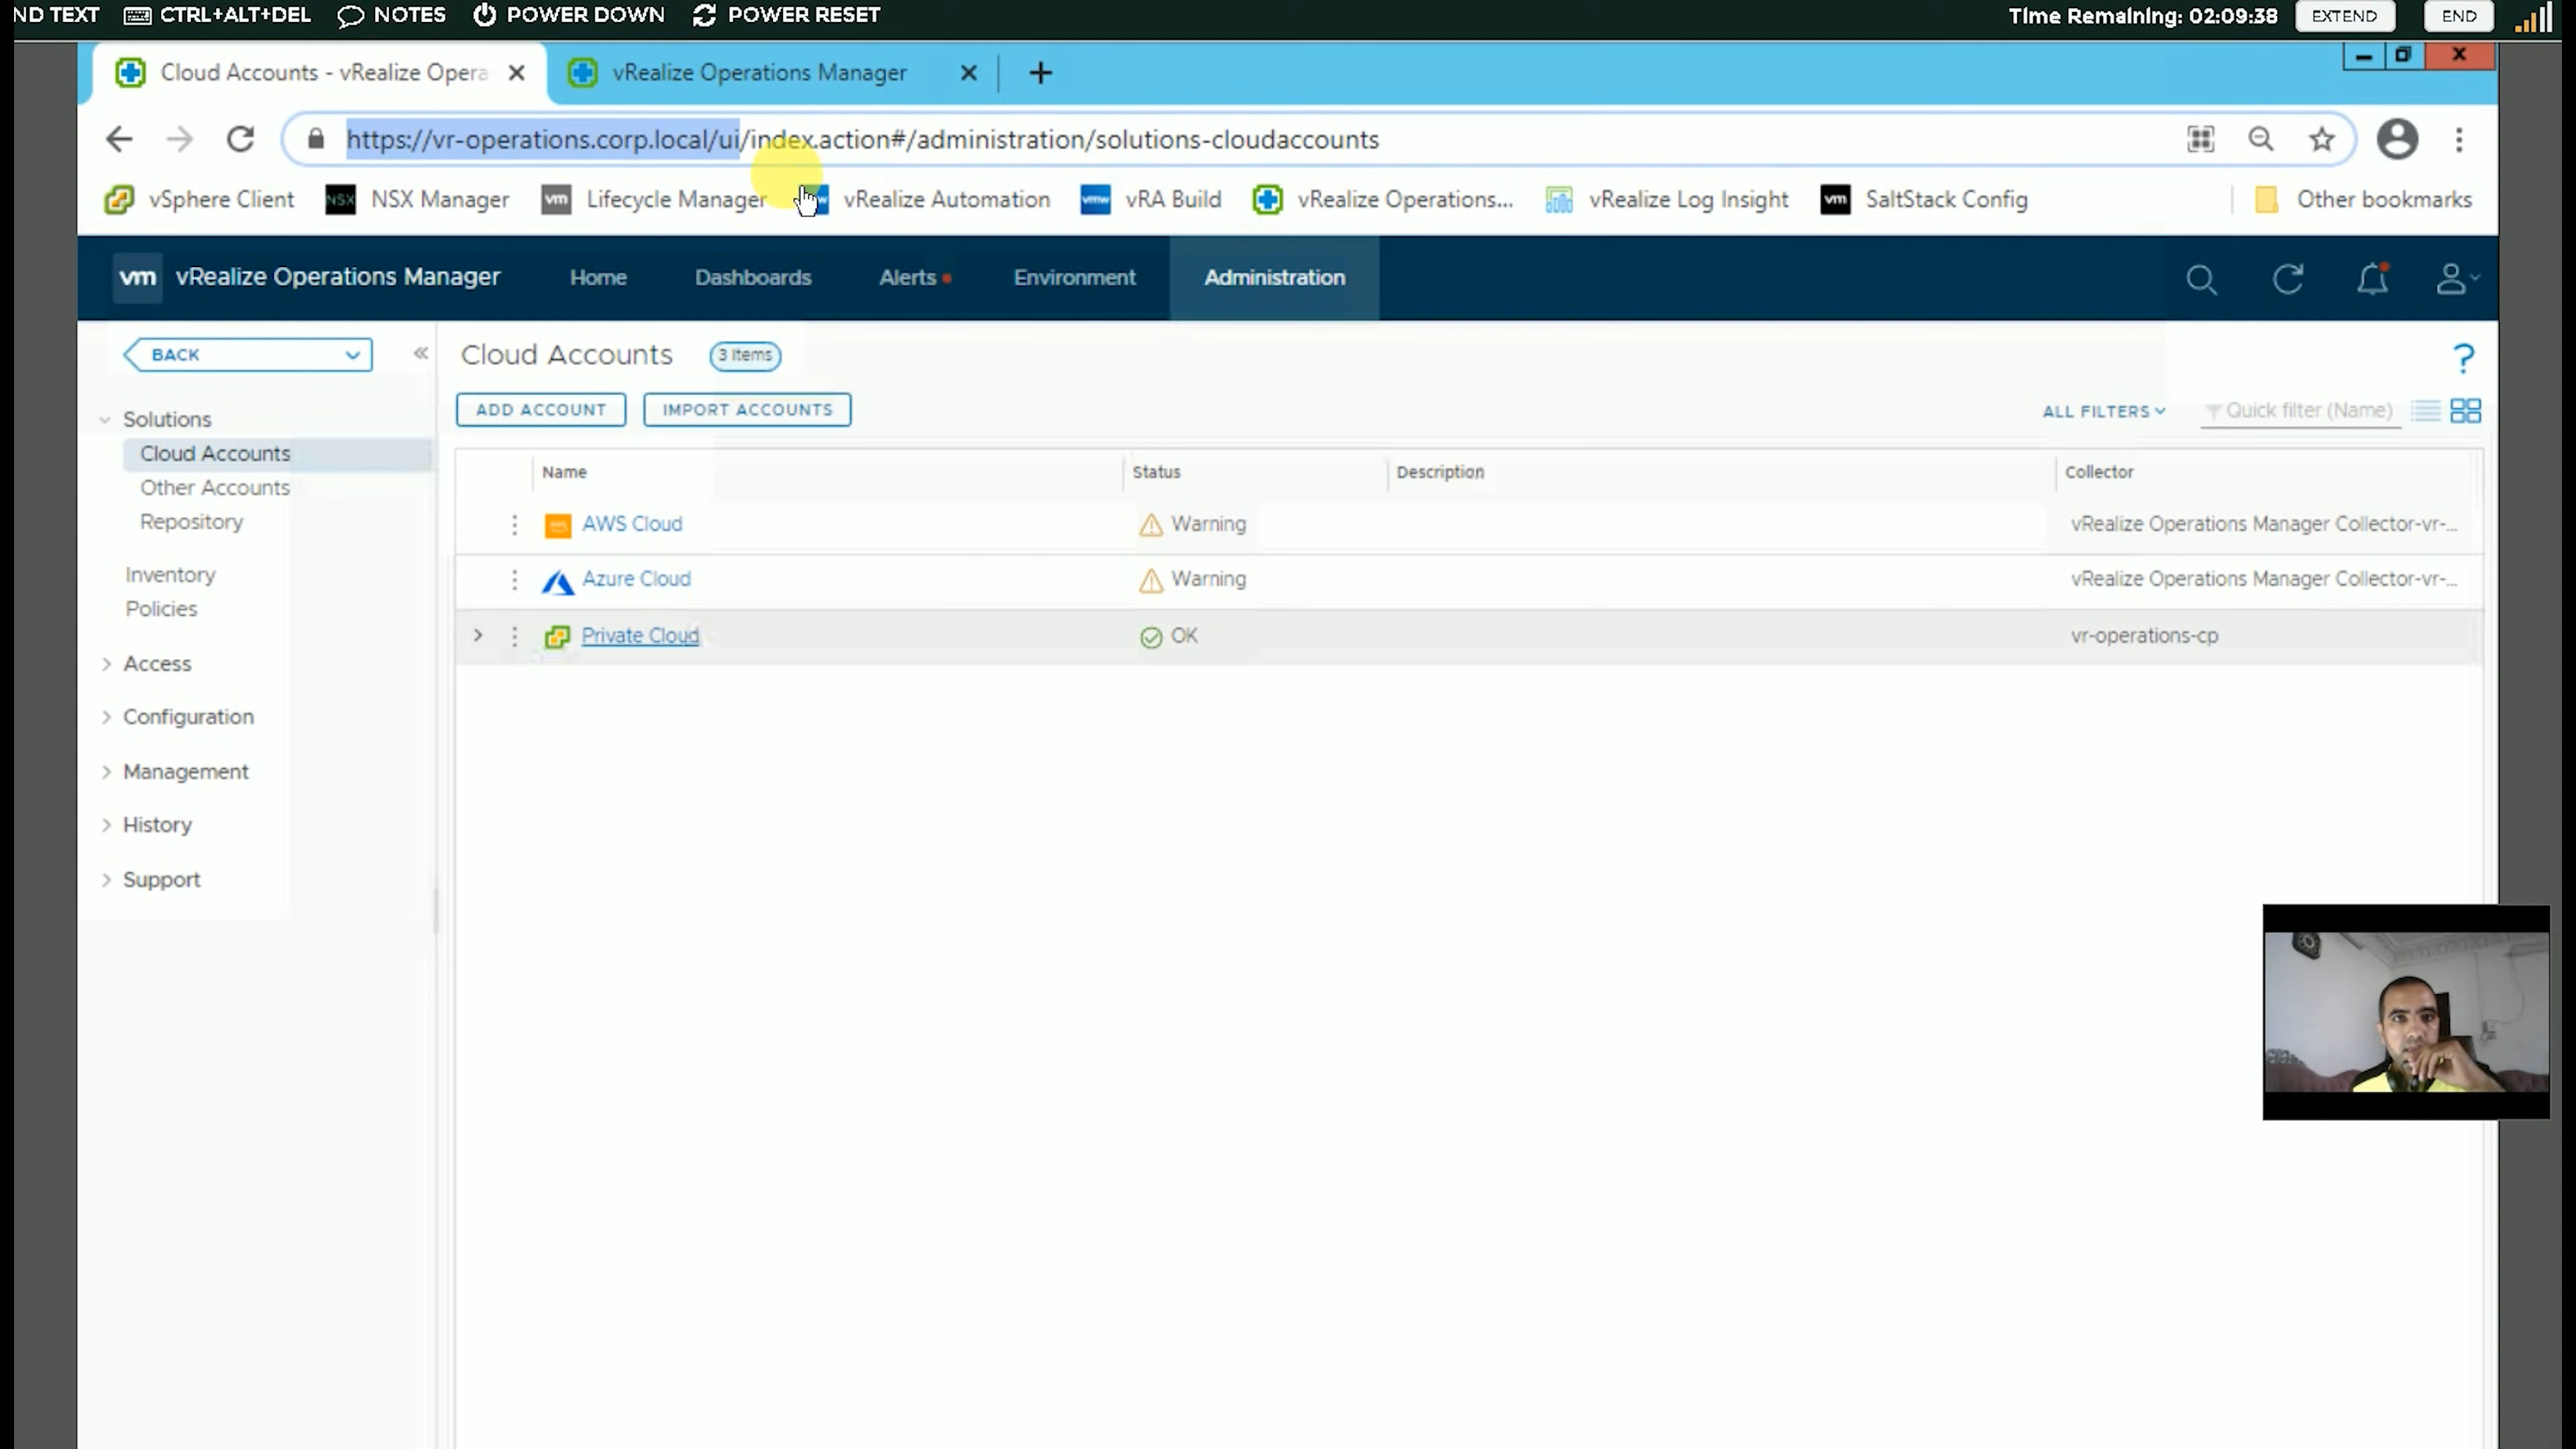 ND TEXT CTRL+ALT+DEL NOTES POWER DOWN POWER RESET Time Remaining: 02:09:38 EXTEND END
Cloud Accounts - vRealize Opera vRealize Operations Manager
https://vr-operations.corp.local/ui/index.action#/administration/solutions-cloudaccounts
vSphere Client NSX NSX Manager vm Lifecycle Manager vRealize Automation vmw vRA Build vRealize Operations... vRealize Log Insight vm SaltStack Config Other bookmarks
vm vRealize Operations Manager Home Dashboards Alerts Environment Administration
BACK Cloud Accounts 3 Items ?
ADD ACCOUNT IMPORT ACCOUNTS ALL FILTERS Quick filter (Name)
Solutions
Cloud Accounts
Other Accounts
Repository
Inventory
Policies
Access
Configuration
Management
History
Support
Name Status Description Collector
AWS Cloud Warning vRealize Operations Manager Collector-vr-...
Azure Cloud Warning vRealize Operations Manager Collector-vr-...
Private Cloud OK vr-operations-cp